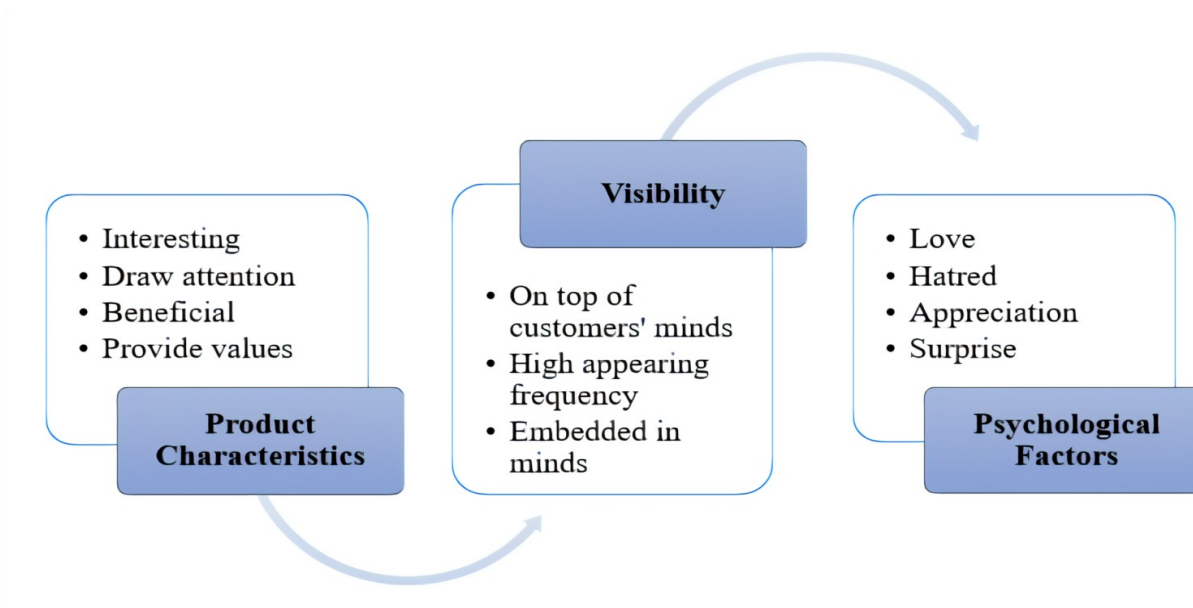 • Interesting
• Draw attention
• Beneficial
• Provide values
Product
Characteristics
Visibility
• On top of
customers' minds
• High appearing
frequency
• Embedded in
minds
• Love
• Hatred
• Appreciation
• Surprise
Psychological
Factors